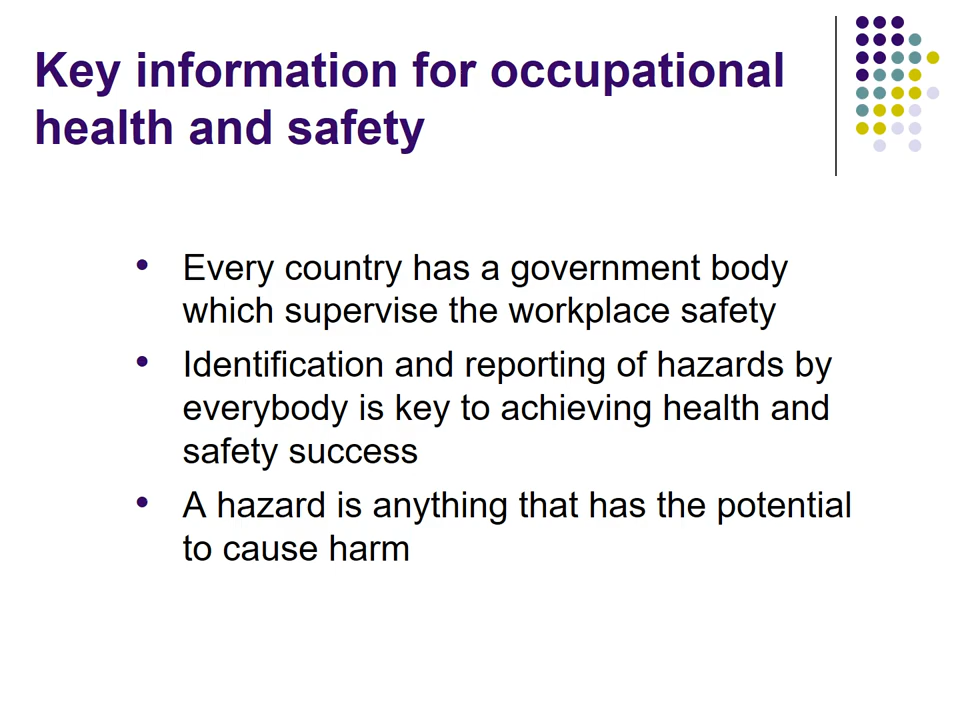 Key information for occupational
health and safety
• Every country has a government body
which supervise the workplace safety
• Identification and reporting of hazards by
everybody is key to achieving health and
safety success
• A hazard is anything that has the potential
to cause harm